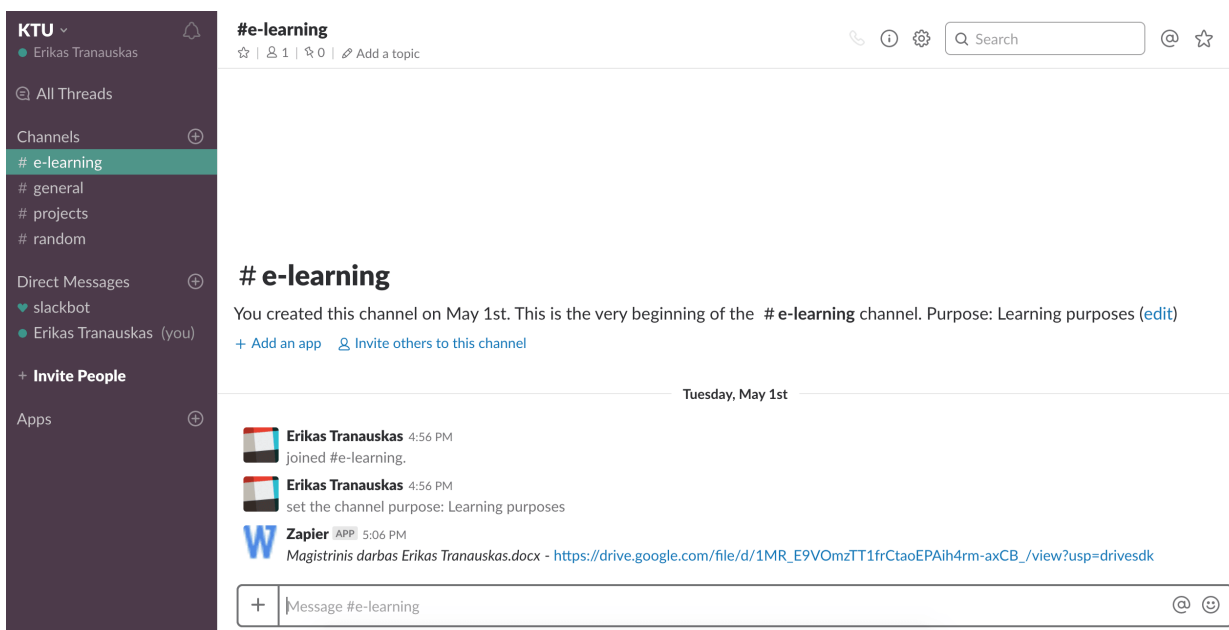 KTU
Erikas Tranauskas
All Threads
Channels
# e-learning
# general
# projects
# random
Direct Messages
slackbot
Erikas Tranauskas (you)
+ Invite People
Apps
#e-learning
1 | 0 | Add a topic
Search
# e-learning
You created this channel on May 1st. This is the very beginning of the # e-learning channel. Purpose: Learning purposes (edit)
+ Add an app Invite others to this channel
Tuesday, May 1st
Erikas Tranauskas 4:56 PM
joined #e-learning.
Erikas Tranauskas 4:56 PM
set the channel purpose: Learning purposes
Zapier APP 5:06 PM
Magistrinis darbas Erikas Tranauskas.docx - https://drive.google.com/file/d/1MR_E9VOmzTT1frCtaoEPAih4rm-axCB_/view?usp=drivesdk
+ Message #e-learning